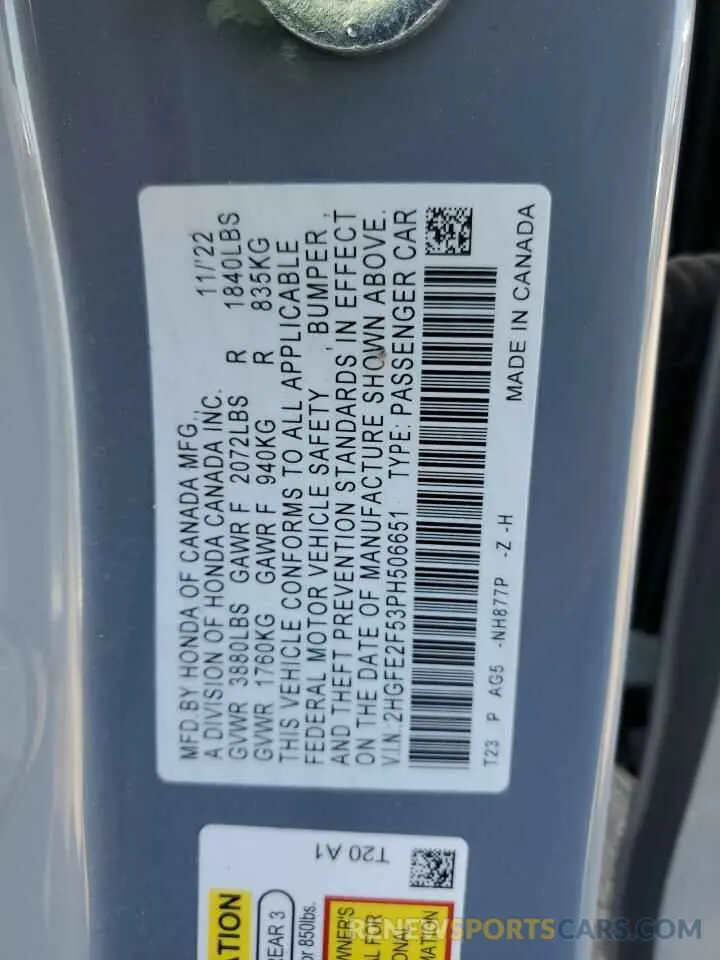 MFD.BY HONDA OF CANADA MFG.,
A DIVISION OF HONDA CANADA INC. 11/'22
GVWR 3880LBS GAWR F 2072LBS R 1840LBS
GVWR 1760KG GAWR F 940KG R 835KG
THIS VEHICLE CONFORMS TO ALL APPLICABLE
FEDERAL MOTOR VEHICLE SAFETY , BUMPER ,
AND THEFT PREVENTION STANDARDS IN EFFECT
ON THE DATE OF MANUFACTURE SHOWN ABOVE.
V.I.N.:2HGFE2F53PH506651 TYPE: PASSENGER CAR
T23 P AG5 -NH877P -Z -H
MADE IN CANADA
T20 A1
REAR 3
or 850lbs.
RENEWSPORTSCARS.COM